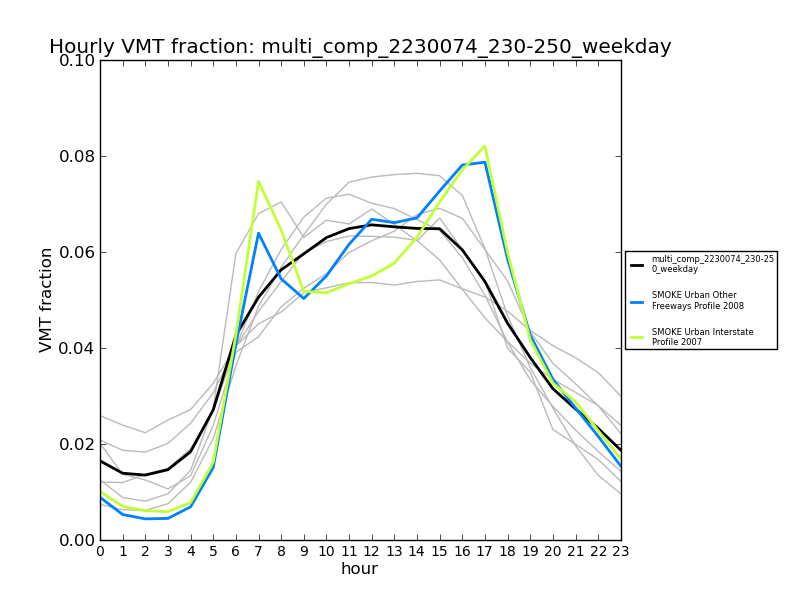 Hourly VMT fraction: multi_comp_2230074_230-250_weekday
0.10
0.08
0.06
0.04
0.02
0.00
VMT fraction
0 1 2 3 4 5 6 7 8 9 10 11 12 13 14 15 16 17 18 19 20 21 22 23
hour
multi_comp_2230074_230-25
0_weekday
SMOKE Urban Other
Freeways Profile 2008
SMOKE Urban Interstate
Profile 2007